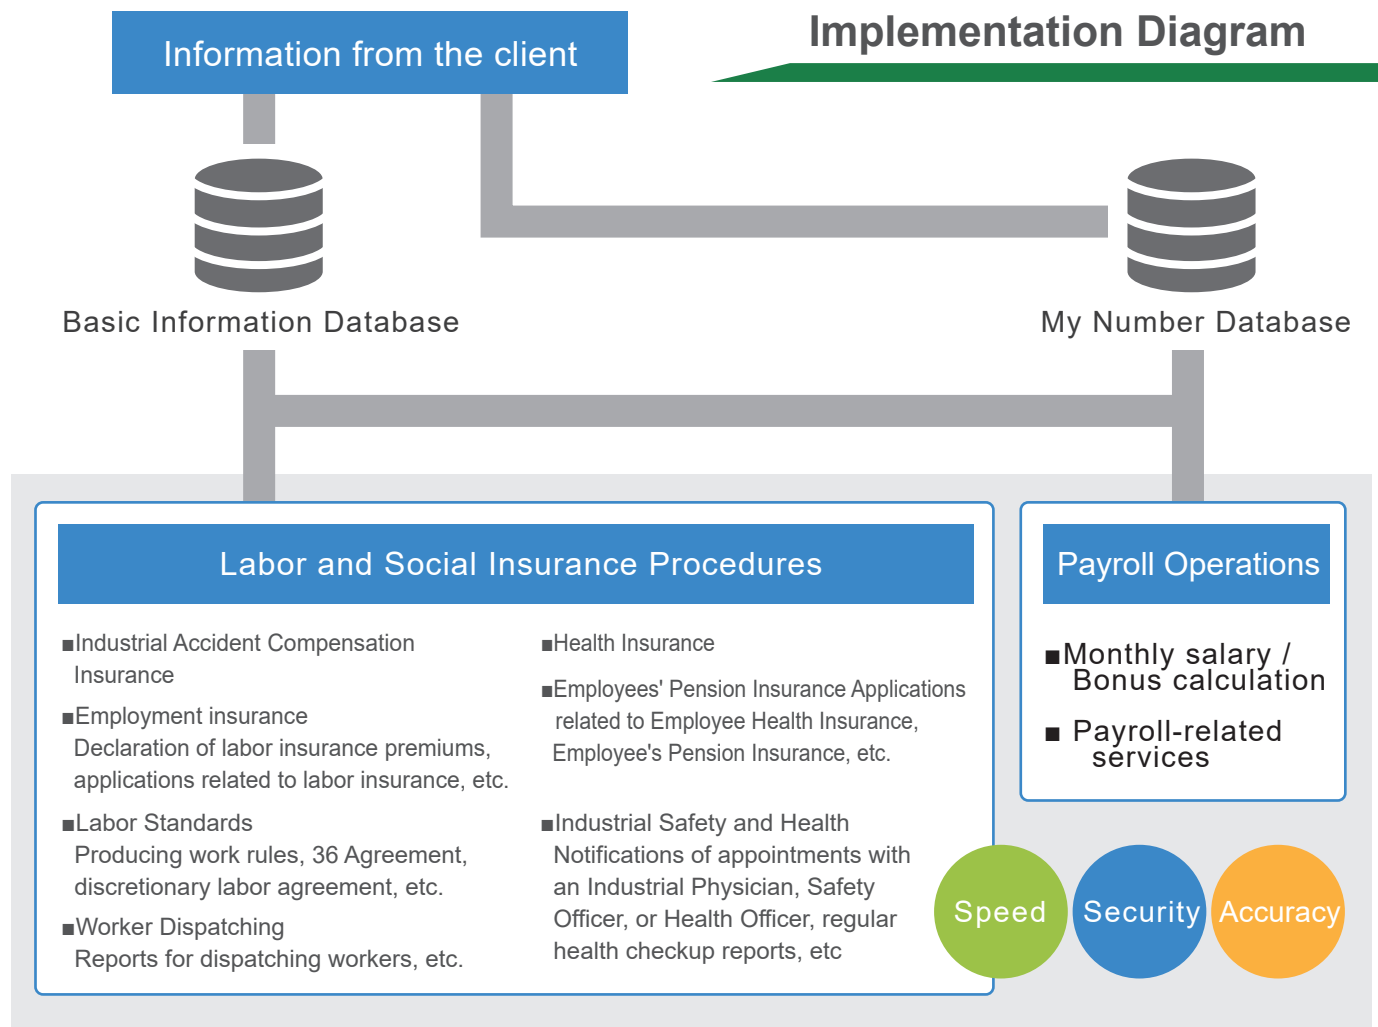 Implementation Diagram
Information from the client
Basic Information Database
My Number Database
Labor and Social Insurance Procedures
■Industrial Accident Compensation
Insurance
■Employment insurance
Declaration of labor insurance premiums,
applications related to labor insurance, etc.
■Labor Standards
Producing work rules, 36 Agreement,
discretionary labor agreement, etc.
■Worker Dispatching
Reports for dispatching workers, etc.
■Health Insurance
■Employees' Pension Insurance Applications
related to Employee Health Insurance,
Employee's Pension Insurance, etc.
■Industrial Safety and Health
Notifications of appointments with
an Industrial Physician, Safety
Officer, or Health Officer, regular
health checkup reports, etc
Payroll Operations
■Monthly salary /
Bonus calculation
■ Payroll-related
services
Speed
Security
Accuracy